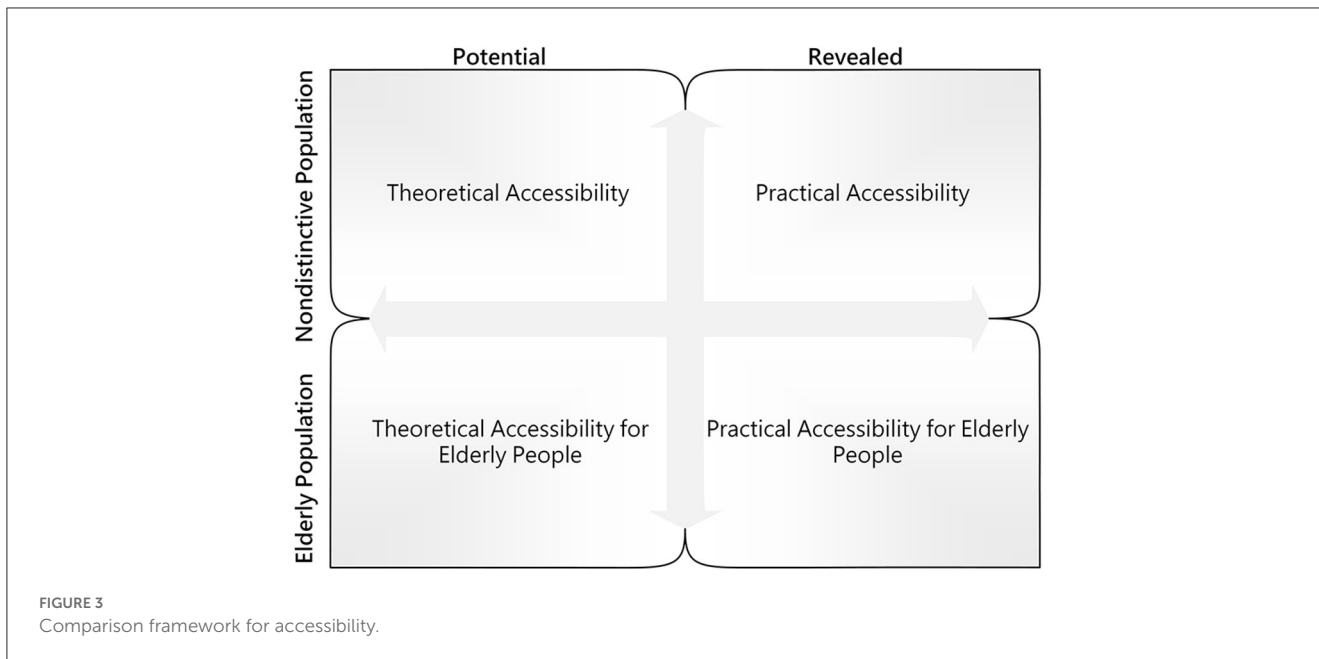 Potential
Revealed
Nondistinctive Population
Theoretical Accessibility
Practical Accessibility
Elderly Population
Theoretical Accessibility for
Elderly People
Practical Accessibility for Elderly
People
FIGURE 3
Comparison framework for accessibility.